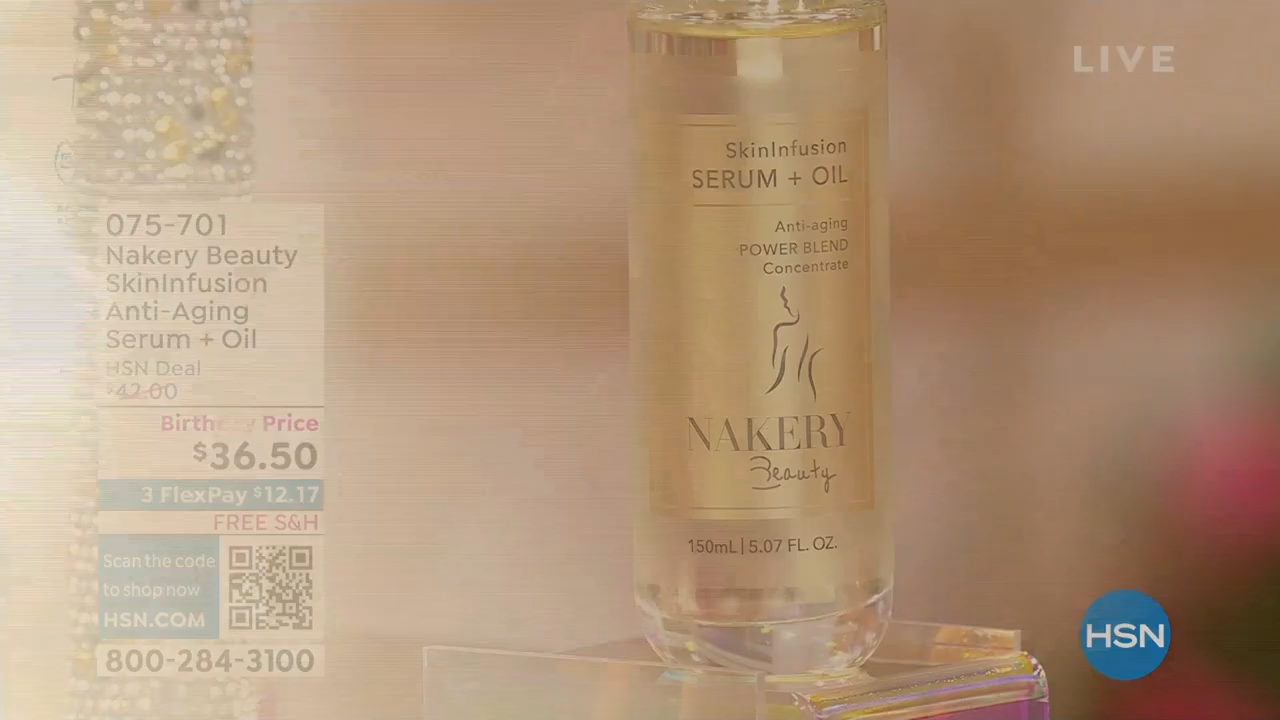 LIVE
075-701
Nakery Beauty
SkinInfusion
Anti-Aging
Serum + Oil
HSN Deal
$42.00
Birthday Price
$36.50
3 FlexPay $12.17
FREE S&H
Scan the code
to shop now
HSN.COM
800-284-3100
SkinInfusion
SERUM + OIL
Anti-aging
POWER BLEND
Concentrate
NAKERY
Beauty
150mL | 5.07 FL. OZ.
HSN